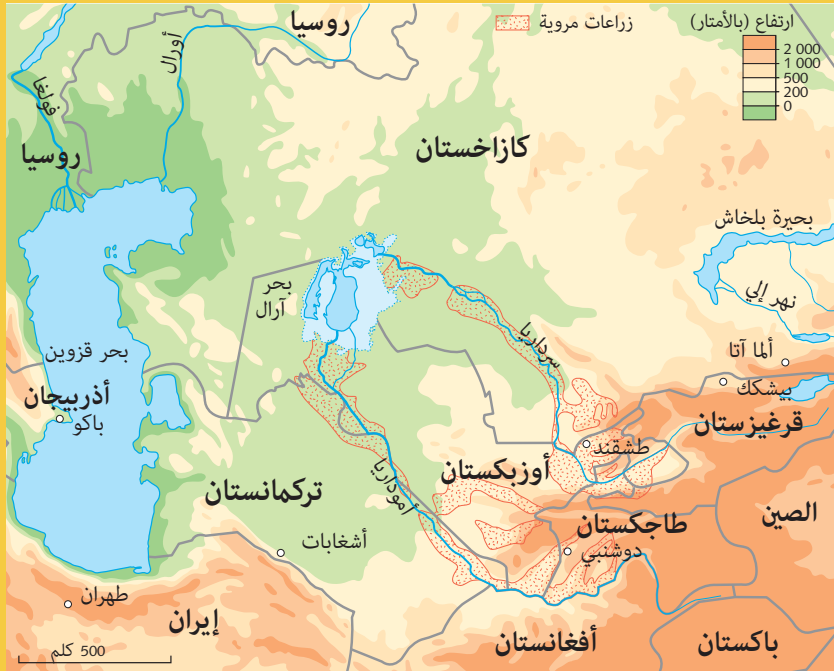 ارتفاع (بالأمتار)
2 000
1 000
500
200
0
زراعات مروية
روسيا
أورال
فولغا
روسيا
كازاخستان
بحيرة بلخاش
نهر إلي
بحر
آرال
سرداريا
ألما آتا
بيشكك
قرغيزستان
بحر قزوين
أذربيجان
باكو
طشقند
أوزبكستان
أموداريا
تركمانستان
الصين
طاجكستان
دوشنبي
أشغابات
طهران
إيران
أفغانستان
باكستان
500 كلم